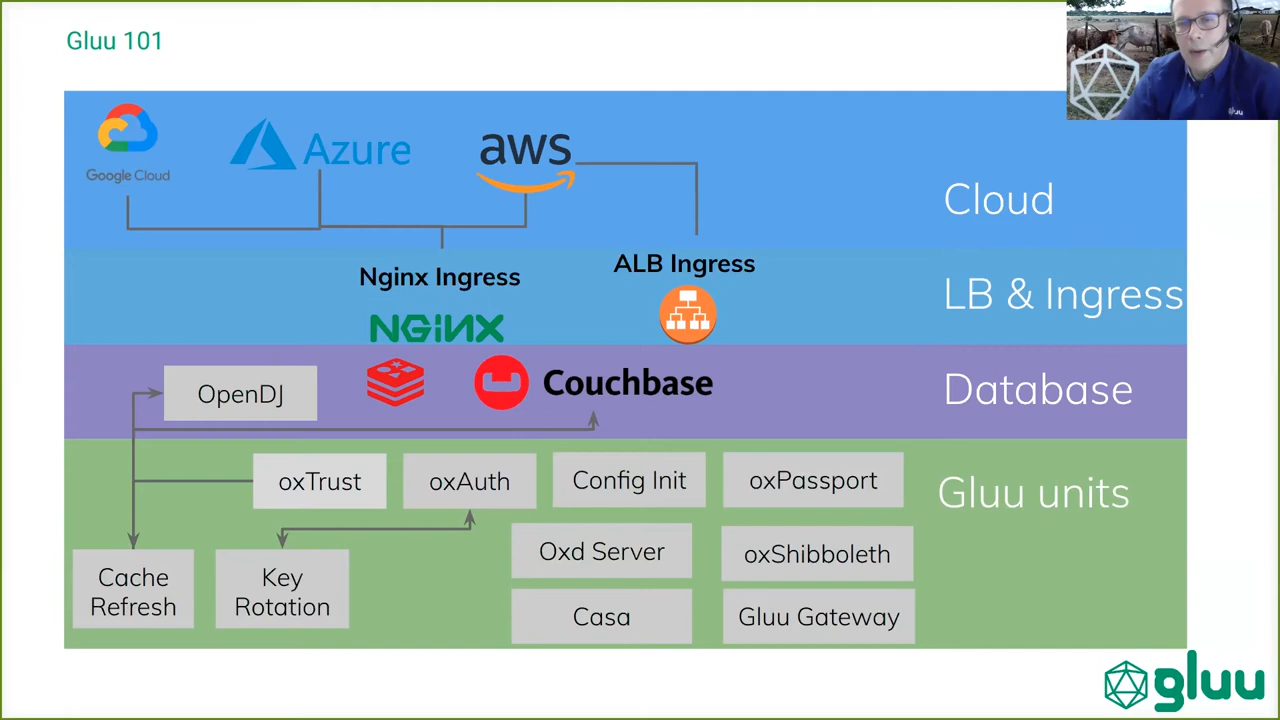 Gluu 101
Google Cloud
Azure
aws
Cloud
Nginx Ingress
ALB Ingress
NGiNX
LB & Ingress
OpenDJ
Couchbase
Database
oxTrust
oxAuth
Config Init
oxPassport
Gluu units
Oxd Server
oxShibboleth
Cache
Refresh
Key
Rotation
Casa
Gluu Gateway
gluu
gluu